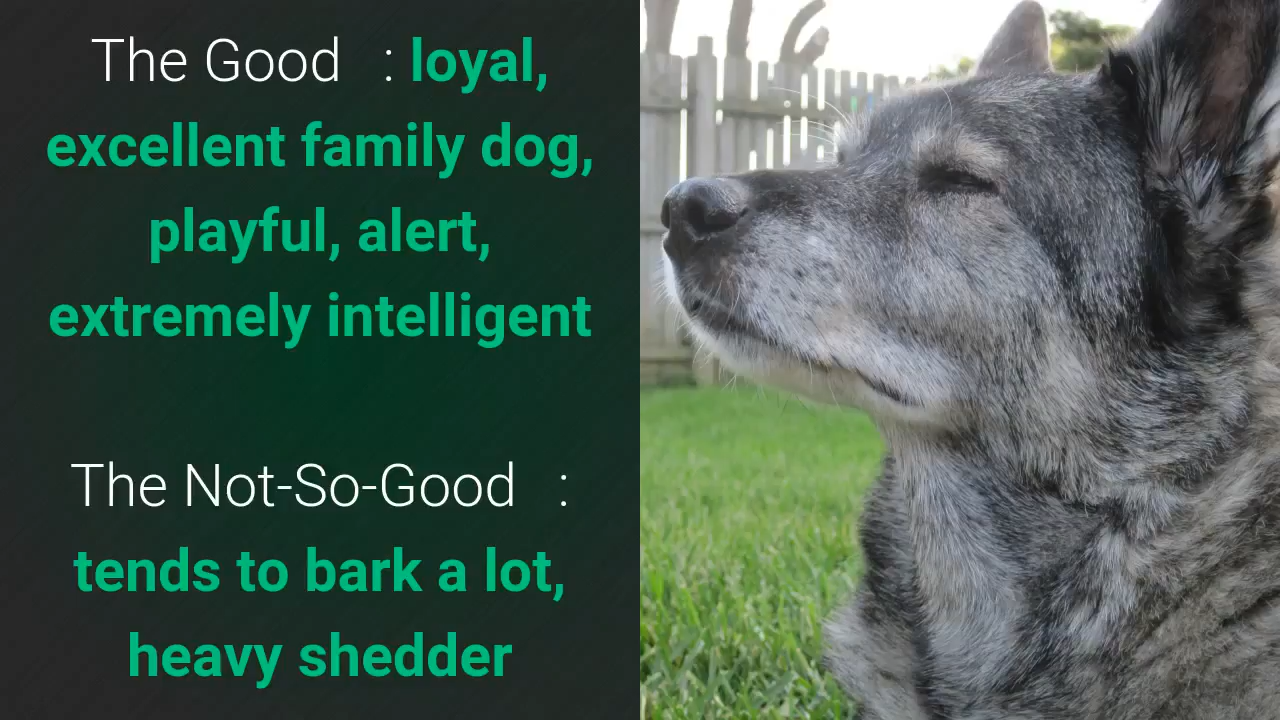 The Good : loyal,
excellent family dog,
playful, alert,
extremely intelligent
The Not-So-Good :
tends to bark a lot,
heavy shedder